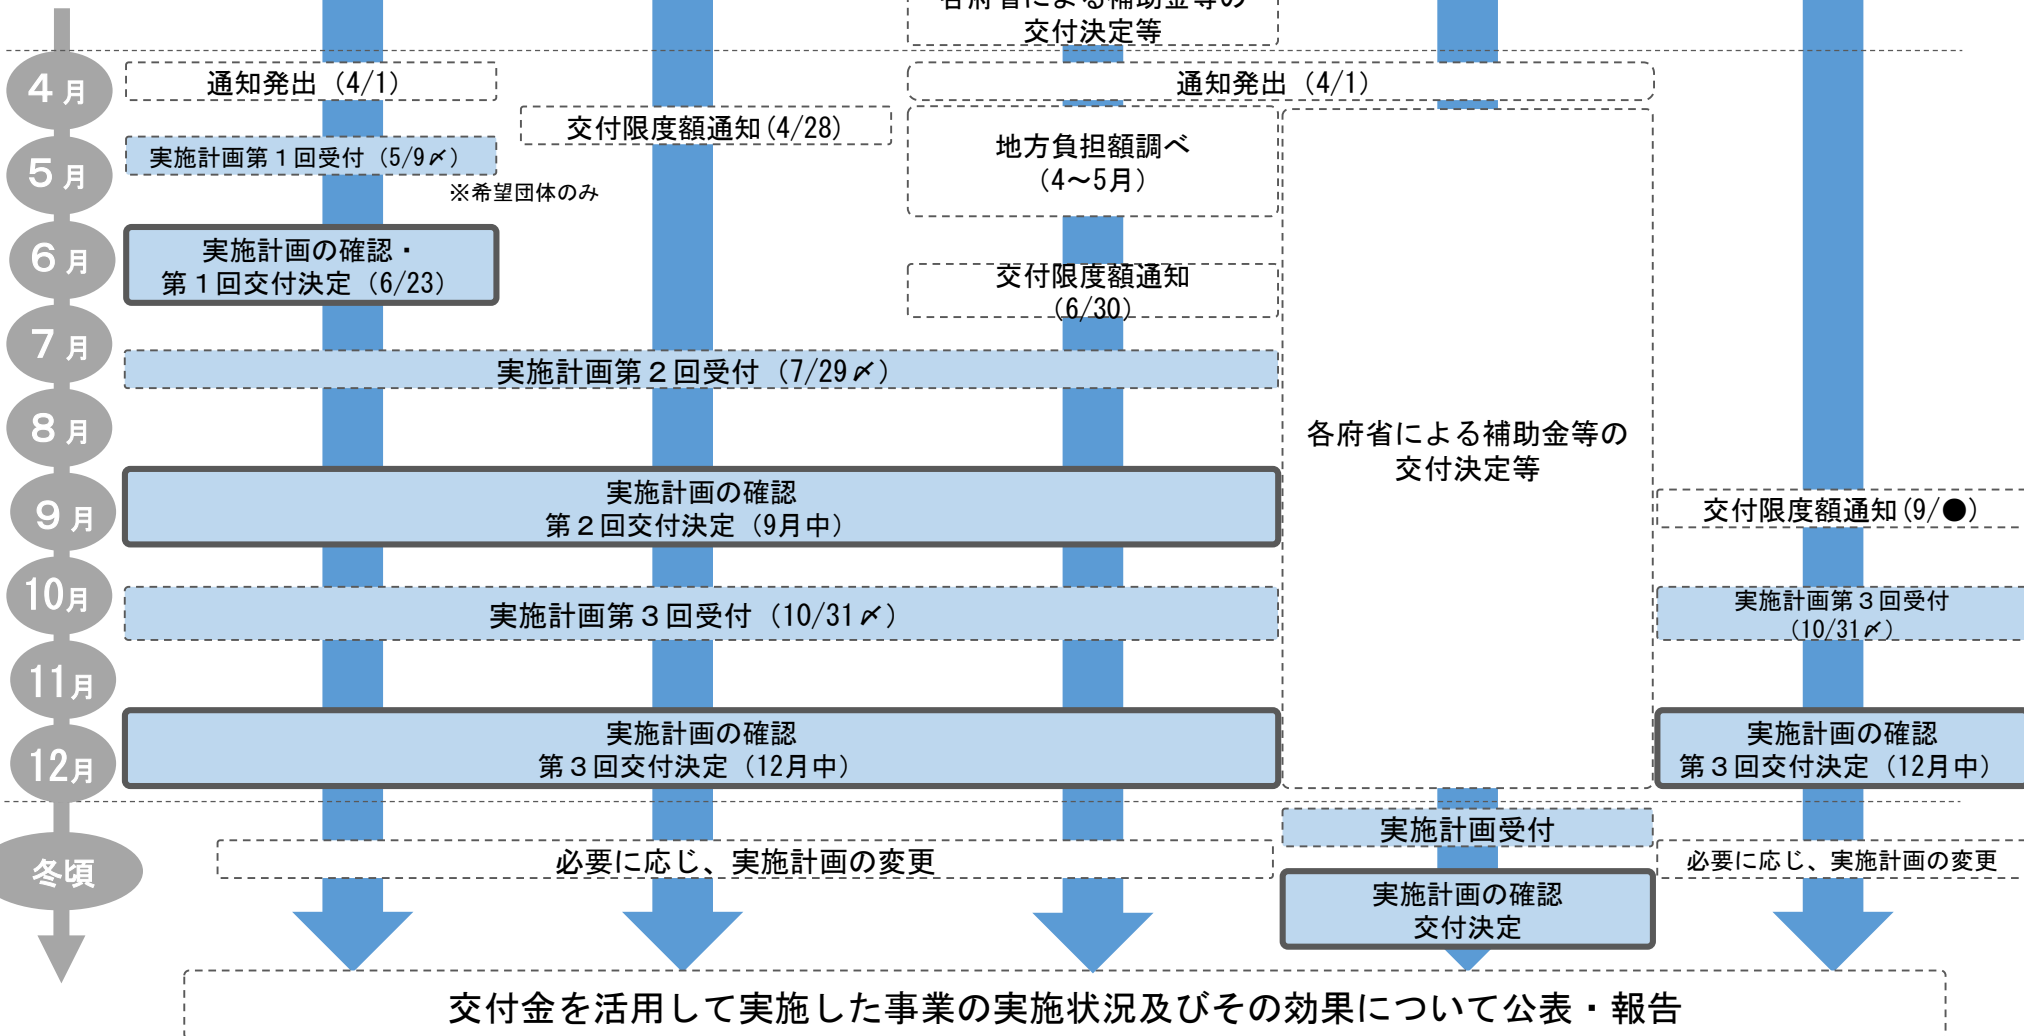 各府省による補助金等の
交付決定等
4月
通知発出（4/1）
通知発出（4/1）
交付限度額通知(4/28)
地方負担額調べ
（4～5月）
5月
実施計画第１回受付（5/9〆）
※希望団体のみ
6月
実施計画の確認・
第１回交付決定（6/23）
交付限度額通知
（6/30）
7月
実施計画第２回受付（7/29〆）
8月
各府省による補助金等の
交付決定等
9月
実施計画の確認
第２回交付決定（9月中）
交付限度額通知(9/●)
10月
実施計画第３回受付（10/31〆）
実施計画第３回受付
（10/31〆）
11月
12月
実施計画の確認
第３回交付決定（12月中）
実施計画の確認
第３回交付決定（12月中）
冬頃
実施計画受付
必要に応じ、実施計画の変更
必要に応じ、実施計画の変更
実施計画の確認
交付決定
交付金を活用して実施した事業の実施状況及びその効果について公表・報告